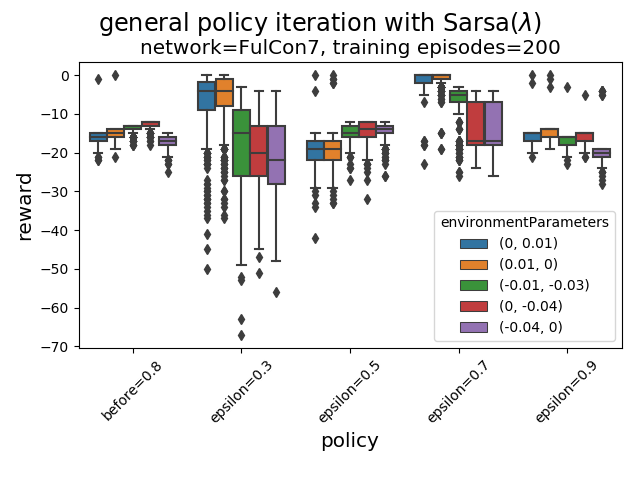 general policy iteration with Sarsa(λ)
network=FulCon7, training episodes=200
reward
0
−10
−20
−30
−40
−50
−60
−70
environmentParameters
(0, 0.01)
(0.01, 0)
(-0.01, -0.03)
(0, -0.04)
(-0.04, 0)
before=0.8
epsilon=0.3
epsilon=0.5
epsilon=0.7
epsilon=0.9
policy